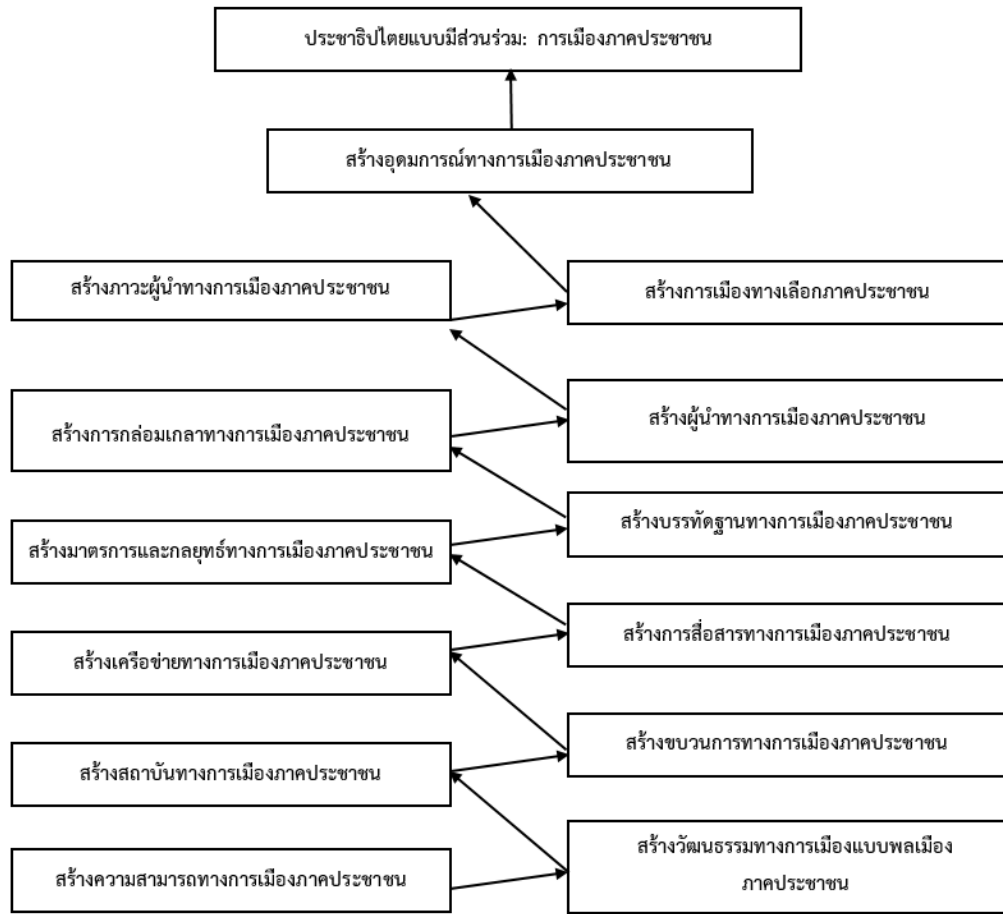 ประชาธิปไตยแบบมีส่วนร่วม: การเมืองภาคประชาชน
สร้างอุดมการณ์ทางการเมืองภาคประชาชน
สร้างภาวะผู้นำทางการเมืองภาคประชาชน
สร้างการเมืองทางเลือกภาคประชาชน
สร้างการกล่อมเกลาทางการเมืองภาคประชาชน
สร้างผู้นำทางการเมืองภาคประชาชน
สร้างมาตรการและกลยุทธ์ทางการเมืองภาคประชาชน
สร้างบรรทัดฐานทางการเมืองภาคประชาชน
สร้างเครือข่ายทางการเมืองภาคประชาชน
สร้างการสื่อสารทางการเมืองภาคประชาชน
สร้างสถาบันทางการเมืองภาคประชาชน
สร้างขบวนการทางการเมืองภาคประชาชน
สร้างความสามารถทางการเมืองภาคประชาชน
สร้างวัฒนธรรมทางการเมืองแบบพลเมือง
ภาคประชาชน